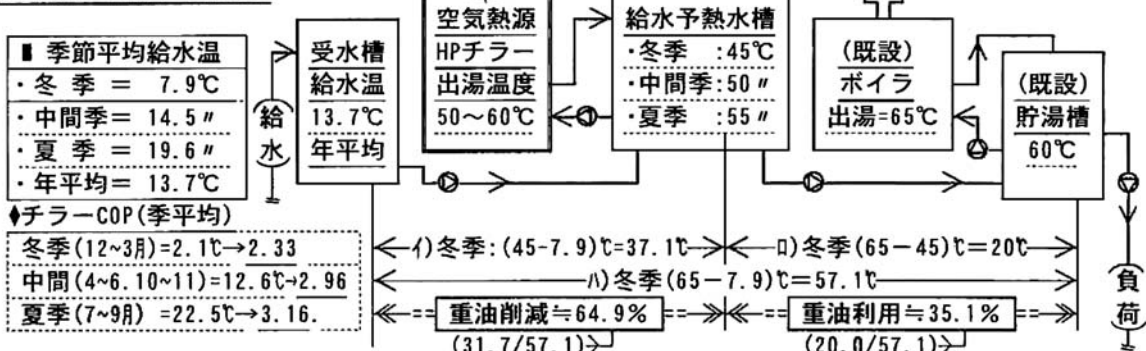 ■ 季節平均給水温
・冬 季 = 7.9℃
・中間季= 14.5〃
・夏 季 = 19.6〃
・年平均= 13.7℃
♦チラーCOP(季平均)
冬季(12~3月)=2.1℃→2.33
中間(4~6.10~11)=12.6℃→2.96
夏季(7~9月) =22.5℃→3.16.
(給水)
受水槽
給水温
13.7℃
年平均
空気熱源
HPチラー
出湯温度
50～60℃
給水予熱水槽
・冬季 :45℃
・中間季:50〃
・夏季 :55〃
(既設)
ボイラ
出湯=65℃
(既設)
貯湯槽
60℃
(負荷)
イ)冬季:(45-7.9)℃=37.1℃
ロ)冬季(65－45)℃=20℃
ハ)冬季(65－7.9)℃=57.1℃
重油削減≒64.9%
重油利用≒35.1%
(31.7/57.1)
(20.0/57.1)